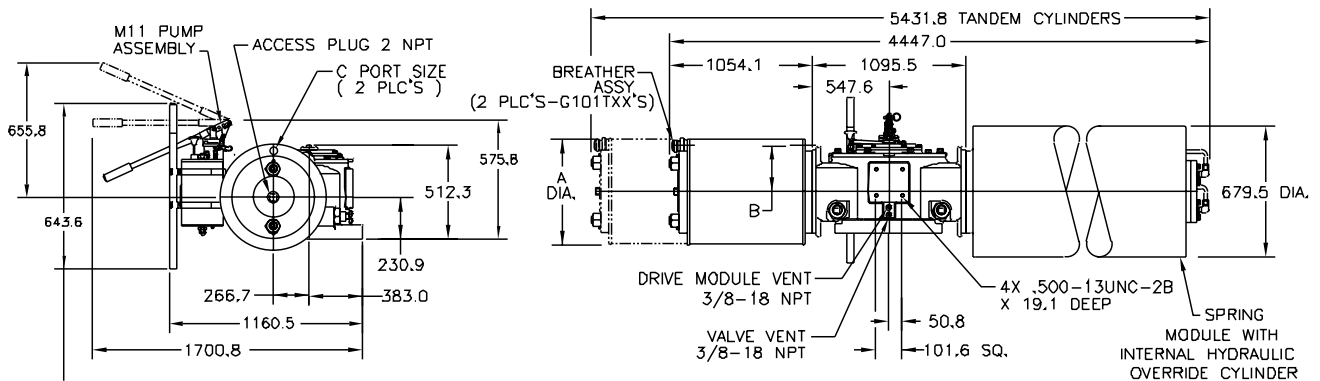 M11 PUMP
ASSEMBLY
ACCESS PLUG 2 NPT
C PORT SIZE
( 2 PLC'S )
655.8
643.6
575.8
512.3
230.9
266.7
383.0
1160.5
1700.8
5431.8 TANDEM CYLINDERS
4447.0
1054.1
1095.5
547.6
BREATHER
ASSY
(2 PLC'S-G101TXX'S)
A
DIA.
B
679.5 DIA.
DRIVE MODULE VENT
3/8-18 NPT
VALVE VENT
3/8-18 NPT
4X .500-13UNC-2B
X 19.1 DEEP
50.8
101.6 SQ.
SPRING
MODULE WITH
INTERNAL HYDRAULIC
OVERRIDE CYLINDER